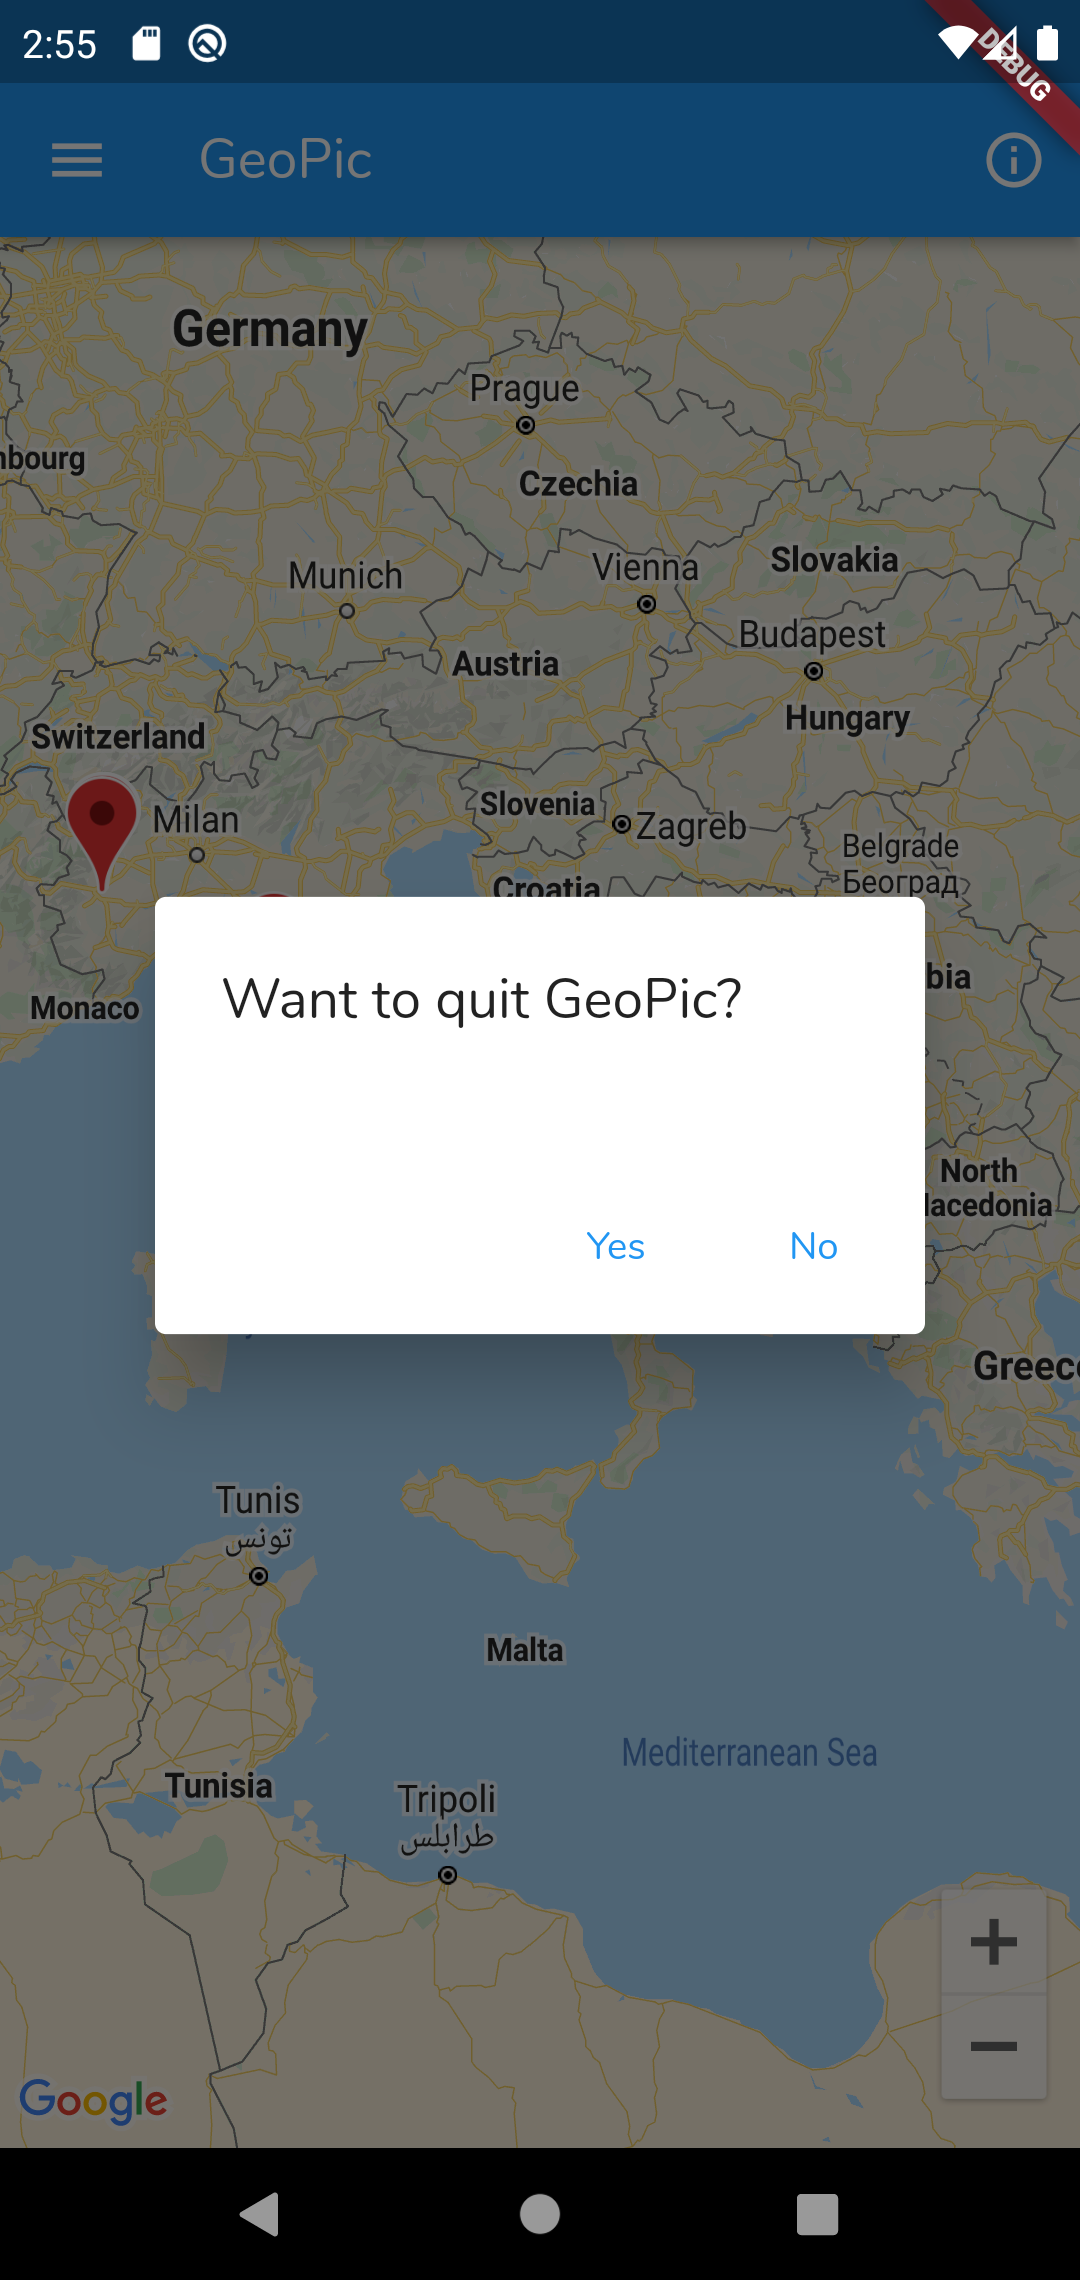 2:55
DEBUG
GeoPic
Germany
Prague
nbourg
Czechia
Munich
Vienna
Slovakia
Budapest
Austria
Hungary
Switzerland
Slovenia
Zagreb
Milan
Belgrade
Београд
Croatia
bia
Monaco
Want to quit GeoPic?
North
acedonia
Yes
No
Greec
Tunis
تونس
Malta
Mediterranean Sea
Tunisia
Tripoli
طرابلس
Google